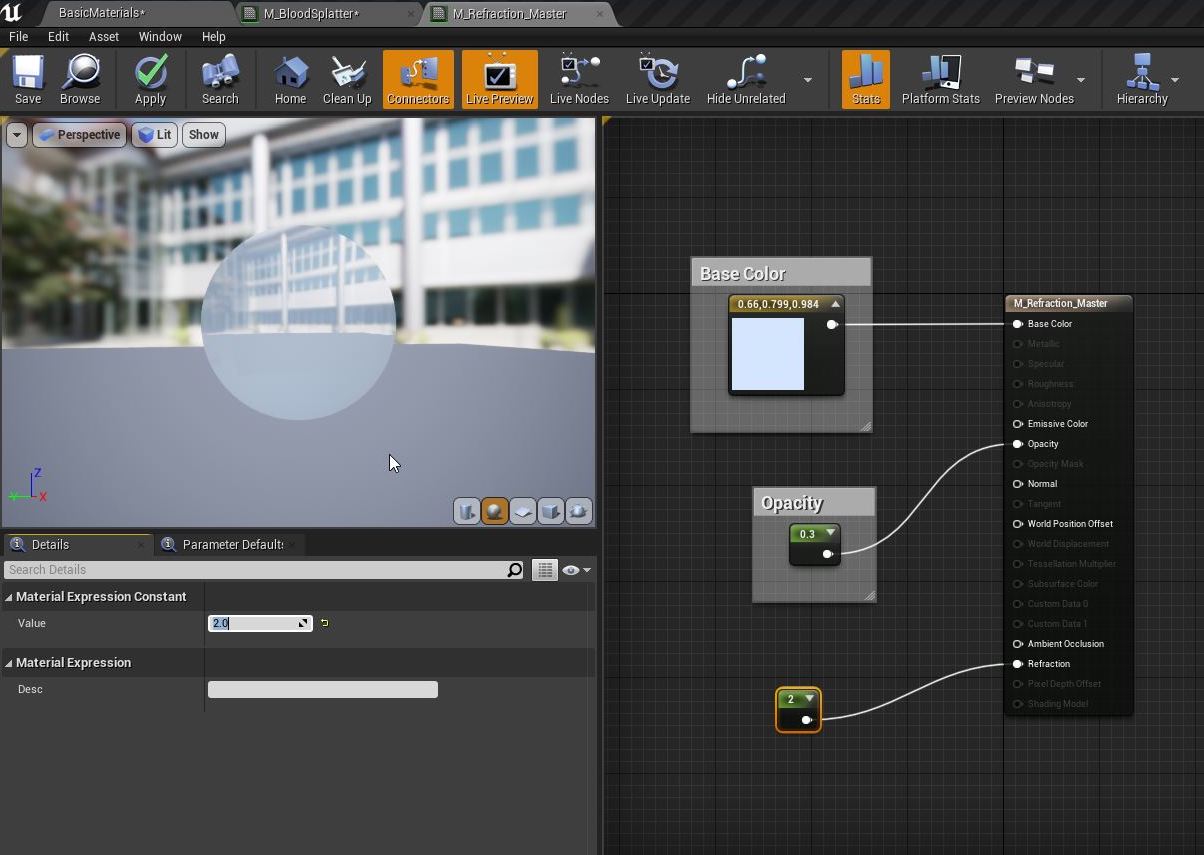 BasicMaterials*
M_BloodSplatter*
M_Refraction_Master
File Edit Asset Window Help
Save Browse Apply Search Home Clean Up Connectors Live Preview Live Nodes Live Update Hide Unrelated Stats Platform Stats Preview Nodes Hierarchy
Perspective Lit Show
Z
Y X
Base Color
0.66,0.799,0.984
Opacity
0.3
2
M_Refraction_Master
Base Color
Metallic
Specular
Roughness
Anisotropy
Emissive Color
Opacity
Opacity Mask
Normal
Tangent
World Position Offset
World Displacement
Tessellation Multiplier
Subsurface Color
Custom Data 0
Custom Data 1
Ambient Occlusion
Refraction
Pixel Depth Offset
Shading Model
Details
Parameter Default:
Search Details
Material Expression Constant
Value 2.0
Material Expression
Desc